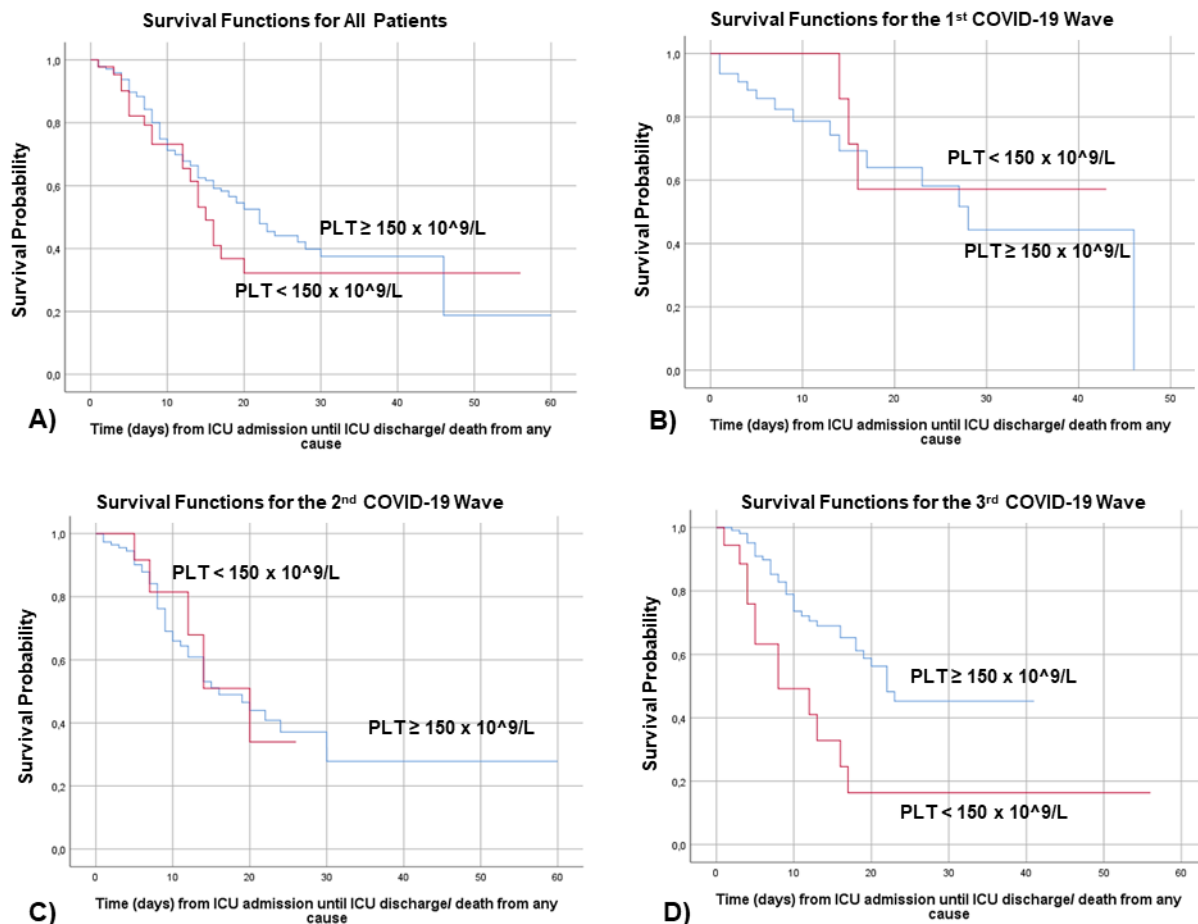 Survival Functions for All Patients
Survival Probability
1,0
0,8
0,6
0,4
0,2
0,0
PLT ≥ 150 x 10^9/L
PLT < 150 x 10^9/L
0 10 20 30 40 50 60
A)
Time (days) from ICU admission until ICU discharge/ death from any
cause
Survival Functions for the 1st COVID-19 Wave
Survival Probability
1,0
0,8
0,6
0,4
0,2
0,0
PLT < 150 x 10^9/L
PLT ≥ 150 x 10^9/L
0 10 20 30 40 50
B)
Time (days) from ICU admission until ICU discharge/ death from any
cause
Survival Functions for the 2nd COVID-19 Wave
Survival Probability
1,0
0,8
0,6
0,4
0,2
0,0
PLT < 150 x 10^9/L
PLT ≥ 150 x 10^9/L
0 10 20 30 40 50 60
C)
Time (days) from ICU admission until ICU discharge/ death from any
cause
Survival Functions for the 3rd COVID-19 Wave
Survival Probability
1,0
0,8
0,6
0,4
0,2
0,0
PLT ≥ 150 x 10^9/L
PLT < 150 x 10^9/L
0 10 20 30 40 50 60
D)
Time (days) from ICU admission until ICU discharge/ death from any
cause